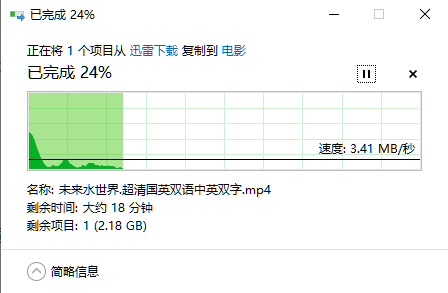 已完成 24%
正在将 1 个项目从 迅雷下载 复制到 电影
已完成 24%
速度: 3.41 MB/秒
名称: 未来水世界.超清国英双语中英双字.mp4
剩余时间: 大约 18 分钟
剩余项目: 1 (2.18 GB)
简略信息